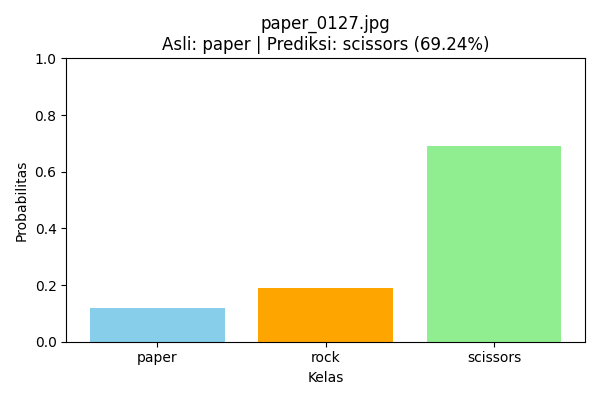 paper_0127.jpg
Asli: paper | Prediksi: scissors (69.24%)
1.0
0.8
0.6
0.4
0.2
0.0
Probabilitas
paper rock scissors
Kelas